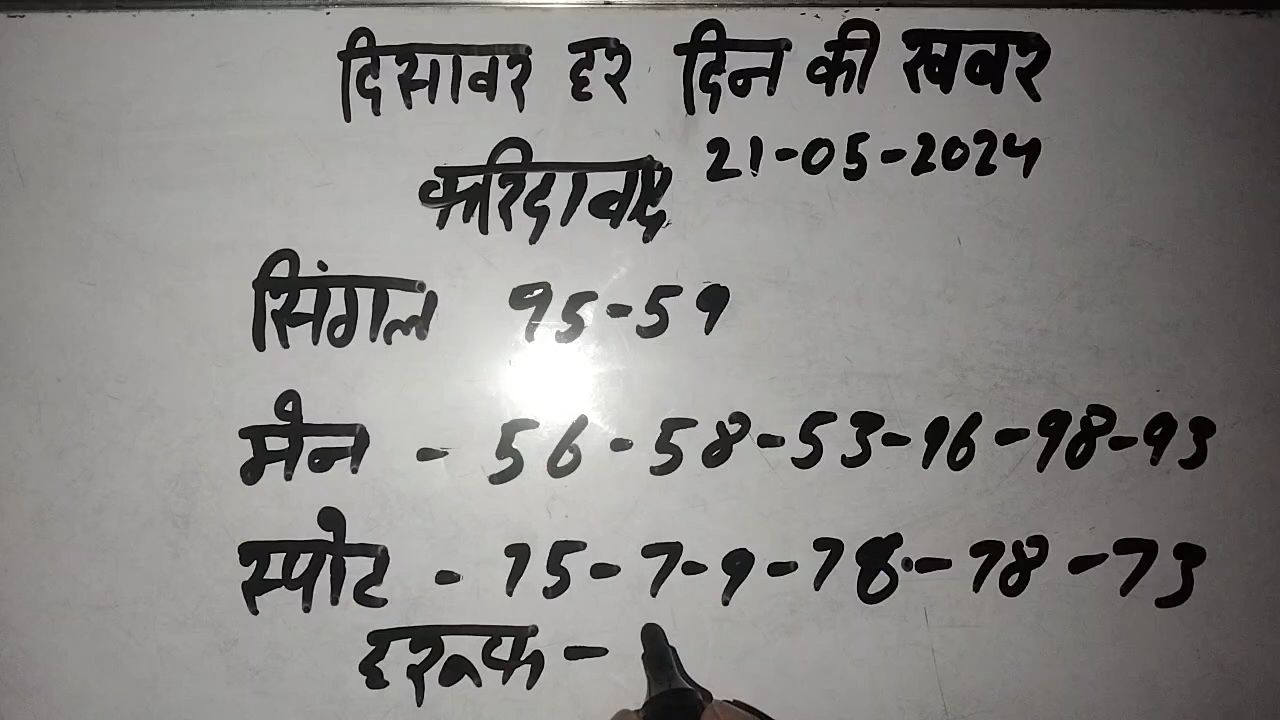 दिसावर हर दिन की खबर
21-05-2024
फरिदाबाद
सिंगल 95-59
मेन - 56-58-53-96-98-93
स्पोट - 75-7-9-78-78-73
हरूफ -